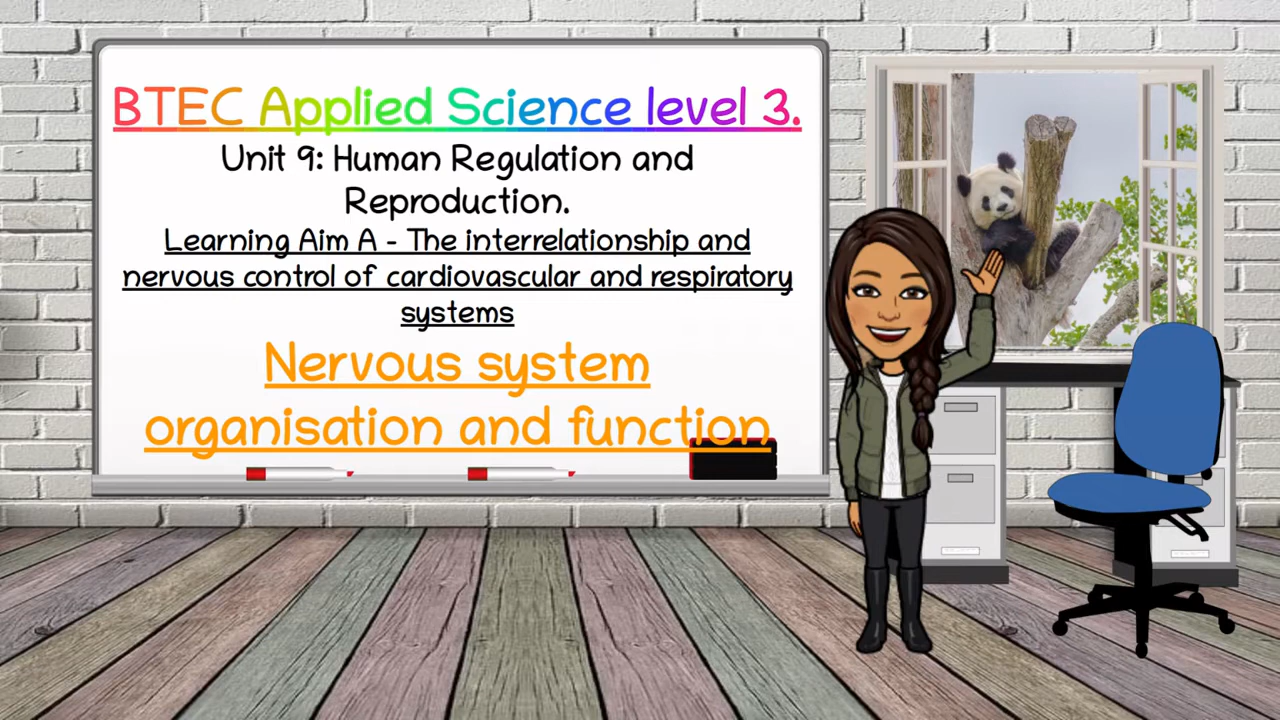 BTEC Applied Science level 3.
Unit 9: Human Regulation and
Reproduction.
Learning Aim A - The interrelationship and
nervous control of cardiovascular and respiratory
systems
Nervous system
organisation and function